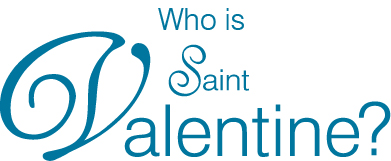 Who is
Saint
Valentine?